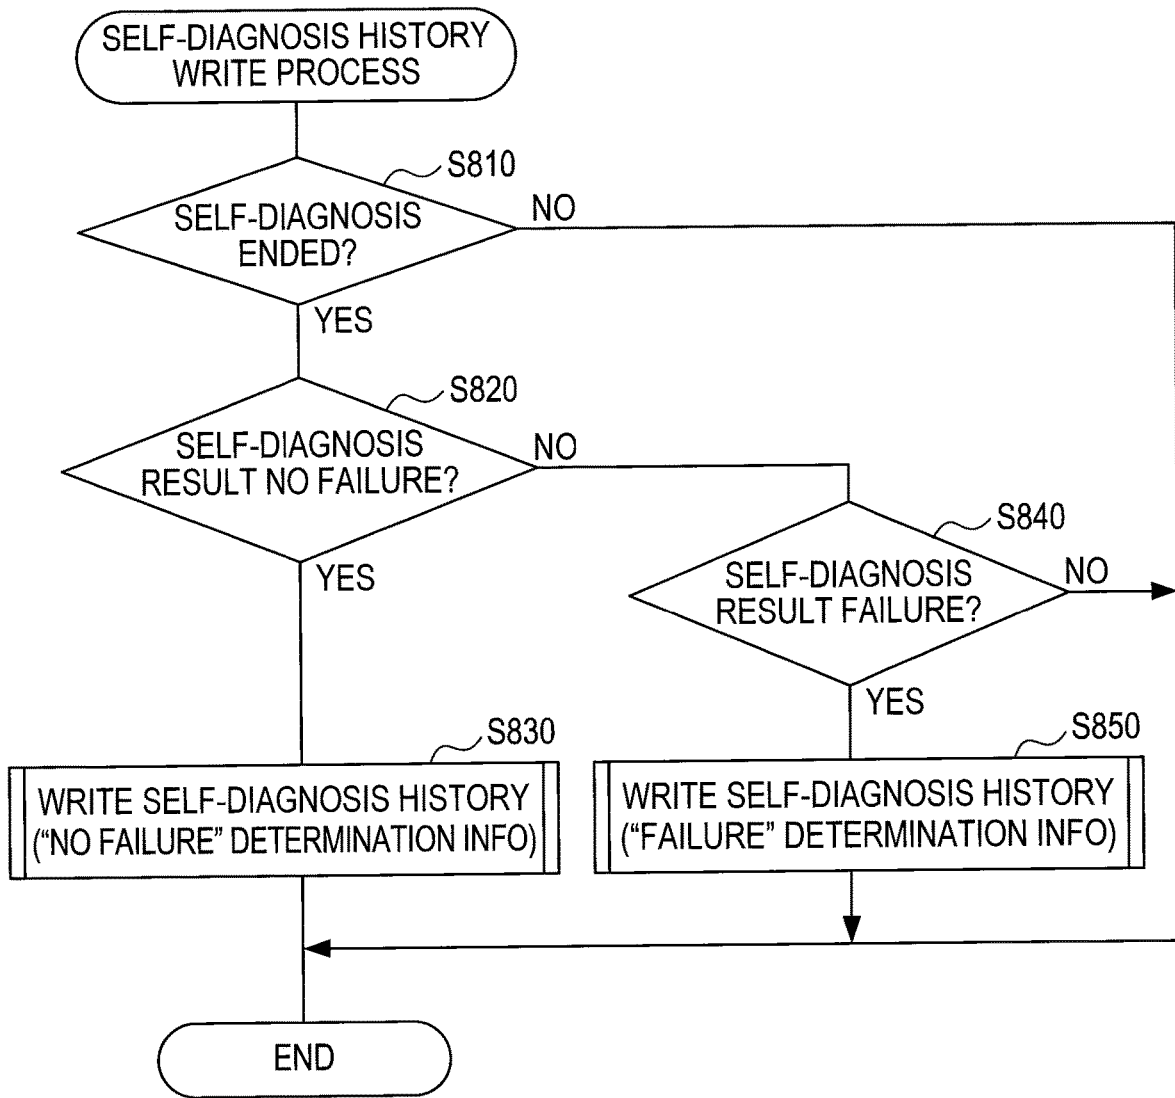 SELF-DIAGNOSIS HISTORY
WRITE PROCESS
S810
SELF-DIAGNOSIS
ENDED?
NO
YES
S820
SELF-DIAGNOSIS
RESULT NO FAILURE?
NO
YES
S840
SELF-DIAGNOSIS
RESULT FAILURE?
NO
YES
S830
WRITE SELF-DIAGNOSIS HISTORY
(“NO FAILURE” DETERMINATION INFO)
S850
WRITE SELF-DIAGNOSIS HISTORY
(“FAILURE” DETERMINATION INFO)
END